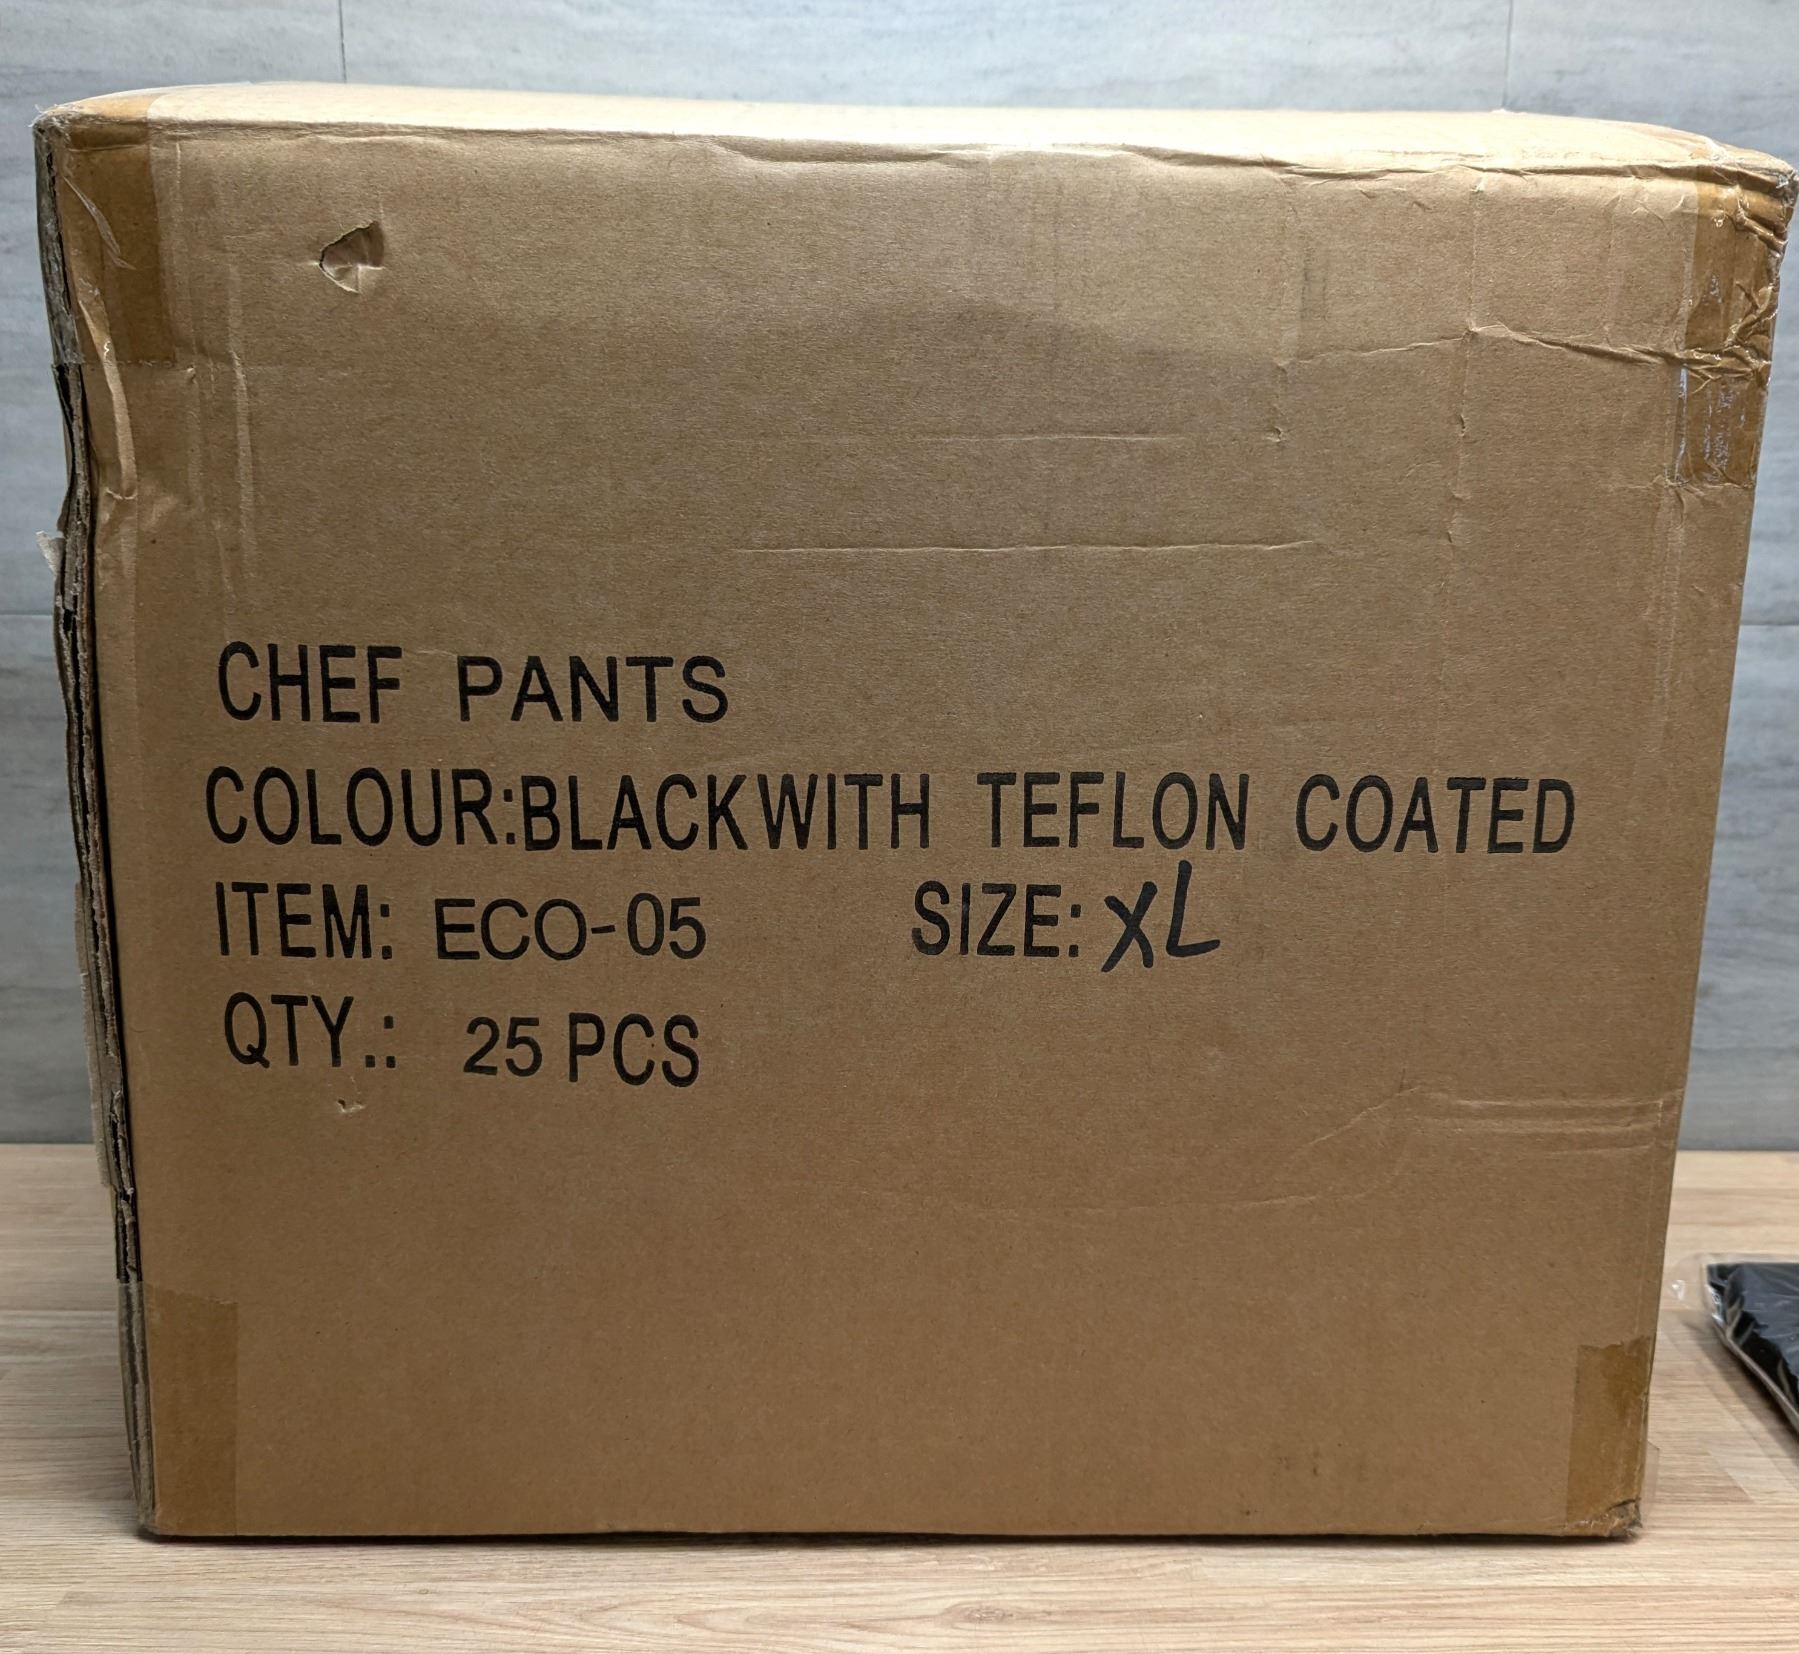 CHEF PANTS
COLOUR:BLACKWITH TEFLON COATED
ITEM: ECO-05 SIZE: XL
QTY.: 25 PCS